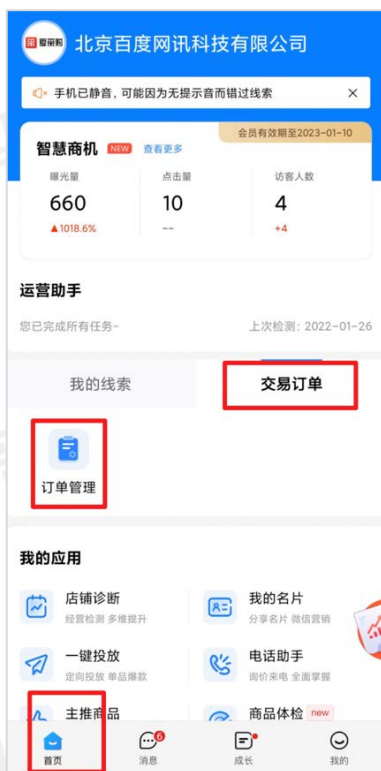 爱采购 北京百度网讯科技有限公司
手机已静音，可能因为无提示音而错过线索 ×
会员有效期至2023-01-10
智慧商机 NEW 查看更多
曝光量 点击量 访客人数
660 10 4
▲1018.6% -- +4
运营助手
您已完成所有任务~ 上次检测：2022-01-26
我的线索 交易订单
订单管理
我的应用
店铺诊断 我的名片
经营检测 多维提升 分享名片 微信营销
一键投放 电话助手
定向投放 单品爆款 询价来电 全面掌握
主推商品 商品体检 new
6
首页 消息 成长 我的